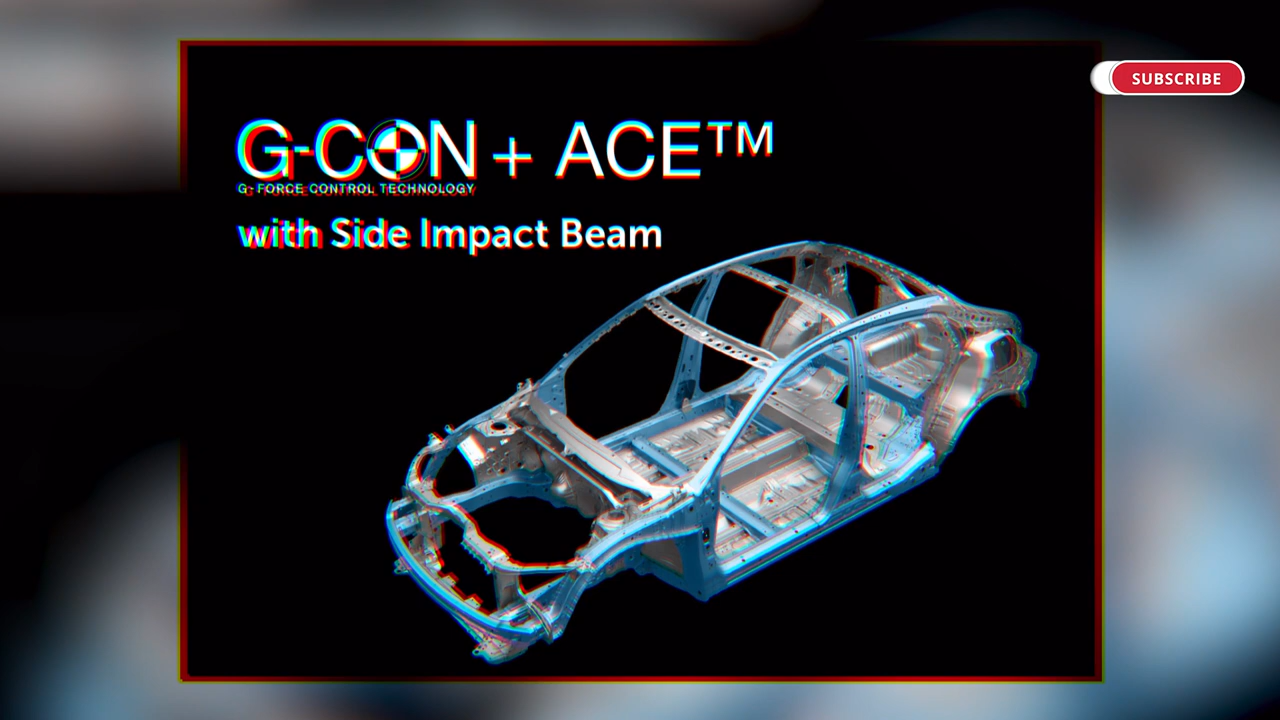 G-CON + ACE™
G-FORCE CONTROL TECHNOLOGY
with Side Impact Beam
SUBSCRIBE